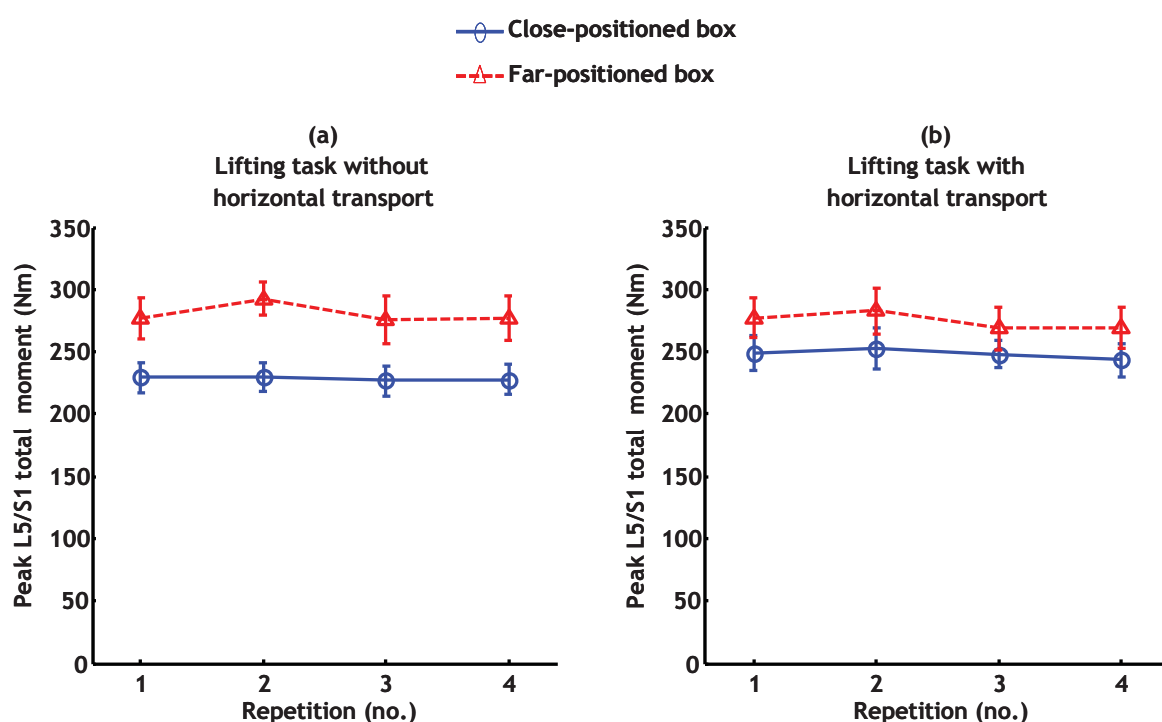 Close-positioned box
Far-positioned box
(a)
Lifting task without
horizontal transport
350
300
250
200
150
100
50
0
Peak L5/S1 total moment (Nm)
1 2 3 4
Repetition (no.)
(b)
Lifting task with
horizontal transport
350
300
250
200
150
100
50
0
Peak L5/S1 total moment (Nm)
1 2 3 4
Repetition (no.)